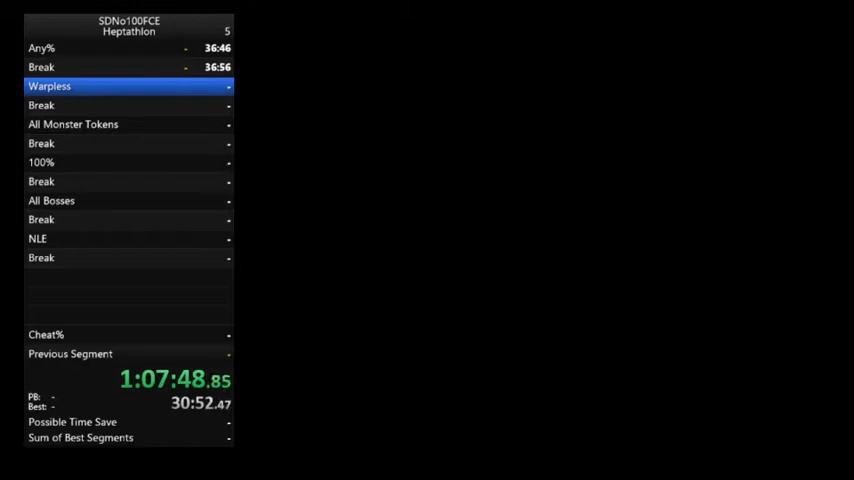 SDNo100FCE
Heptathlon 5
Any% - 36:46
Break - 36:56
Warpless -
Break -
All Monster Tokens -
Break -
100% -
Break -
All Bosses -
Break -
NLE -
Break -
Cheat% -
Previous Segment -
1:07:48.85
PB: -
Best: - 30:52.47
Possible Time Save -
Sum of Best Segments -